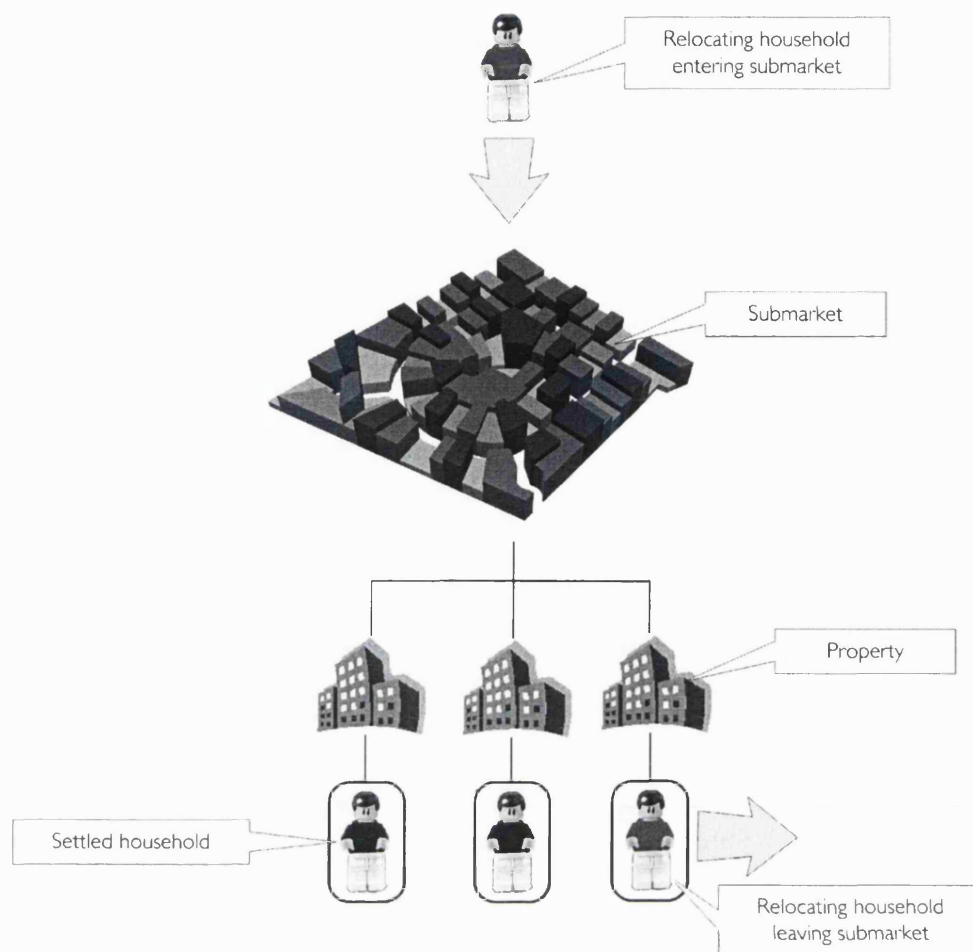 Relocating household
entering submarket
Submarket
Property
Settled household
Relocating household
leaving submarket